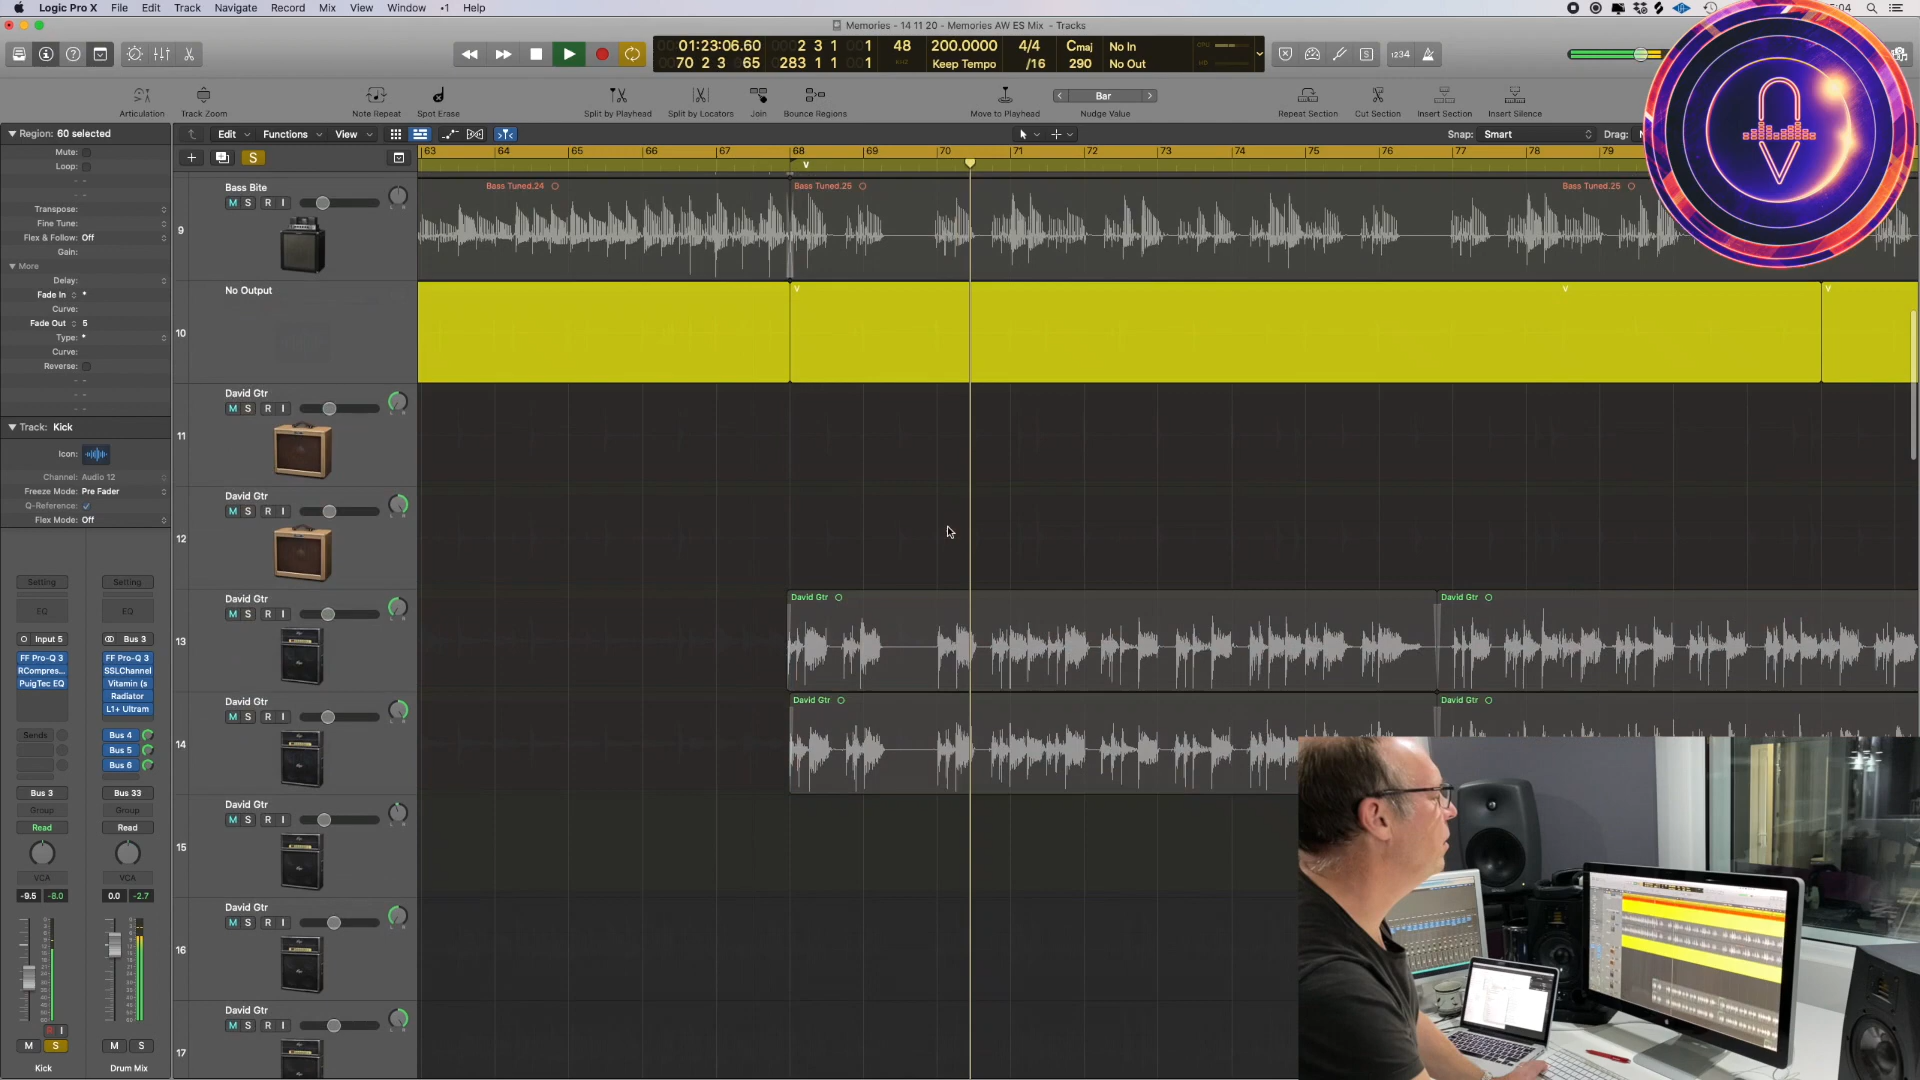 Logic Pro X File Edit Track Navigate Record Mix View Window •1 Help
Memories - 14 11 20 - Memories AW ES Mix - Tracks
01:23:06.60 2 3 1 1 48 200.0000 4/4 Cmaj No In CPU
70 2 3 65 283 1 1 1 kHz Keep Tempo /16 290 No Out HD
1234
Articulation Track Zoom Note Repeat Spot Erase Split by Playhead Split by Locators Join Bounce Regions Move to Playhead Nudge Value Repeat Section Cut Section Insert Section Insert Silence
Bar
Region: 60 selected
Edit Functions View Snap: Smart Drag:
Mute:
Loop:
Transpose:
Fine Tune:
Flex & Follow: Off
Gain:
More
Delay:
Fade In *
Curve:
Fade Out 5
Type: *
Curve:
Reverse:
Track: Kick
Icon:
Channel: Audio 12
Freeze Mode: Pre Fader
Q-Reference: ✓
Flex Mode: Off
S
63 64 65 66 67 68 69 70 71 72 73 74 75 76 77 78 79
9 Bass Bite
M S R I
Bass Tuned.24 Bass Tuned.25 Bass Tuned.25
10 No Output
11 David Gtr
M S R I
12 David Gtr
M S R I
13 David Gtr
M S R I
David Gtr David Gtr
14 David Gtr
M S R I
David Gtr David Gtr
15 David Gtr
M S R I
16 David Gtr
M S R I
17 David Gtr
M S R I
Setting Setting
EQ EQ
Input 5 Bus 3
FF Pro-Q 3 FF Pro-Q 3
RCompres... SSLChannel
PuigTec EQ Vitamin (s
Radiator
L1+ Ultram
Sends Bus 4
Bus 5
Bus 6
Bus 3 Bus 33
Group Group
Read Read
VCA VCA
-9.5 -8.0 0.0 -2.7
R I
M S M S
Kick Drum Mix